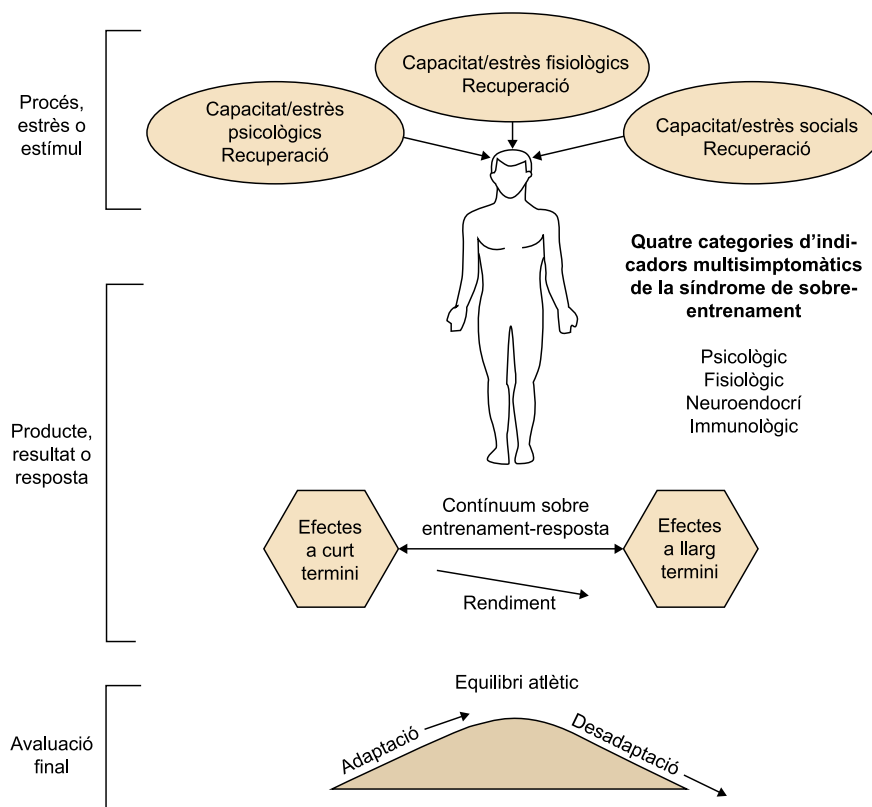 Procés,
estrès o
estímul
Capacitat/estrès
psicològics
Recuperació
Capacitat/estrès fisiològics
Recuperació
Capacitat/estrès socials
Recuperació
Quatre categories d’indi-
cadors multisimptomàtics
de la síndrome de sobre-
entrenament
Psicològic
Fisiològic
Neuroendocrí
Immunològic
Producte,
resultat o
resposta
Efectes
a curt
termini
Contínuum sobre
entrenament-resposta
Rendiment
Efectes
a llarg
termini
Avaluació
final
Equilibri atlètic
Adaptació
Desadaptació